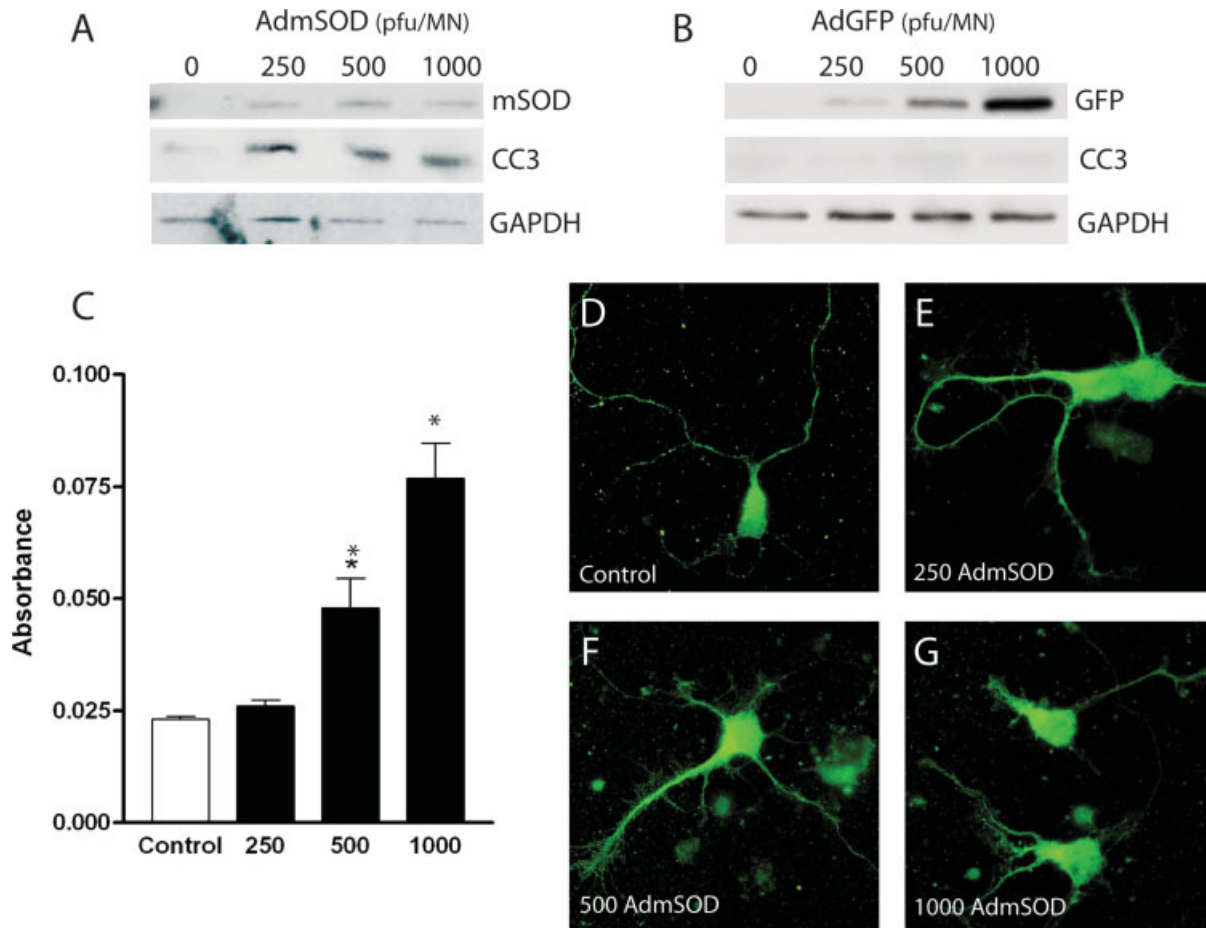 A
AdmSOD (pfu/MN)
0 250 500 1000
mSOD
CC3
GAPDH
B
AdGFP (pfu/MN)
0 250 500 1000
GFP
CC3
GAPDH
C
Absorbance
0.100
0.075
0.050
0.025
0.000
*
*
*
Control 250 500 1000
D
Control
E
250 AdmSOD
F
500 AdmSOD
G
1000 AdmSOD